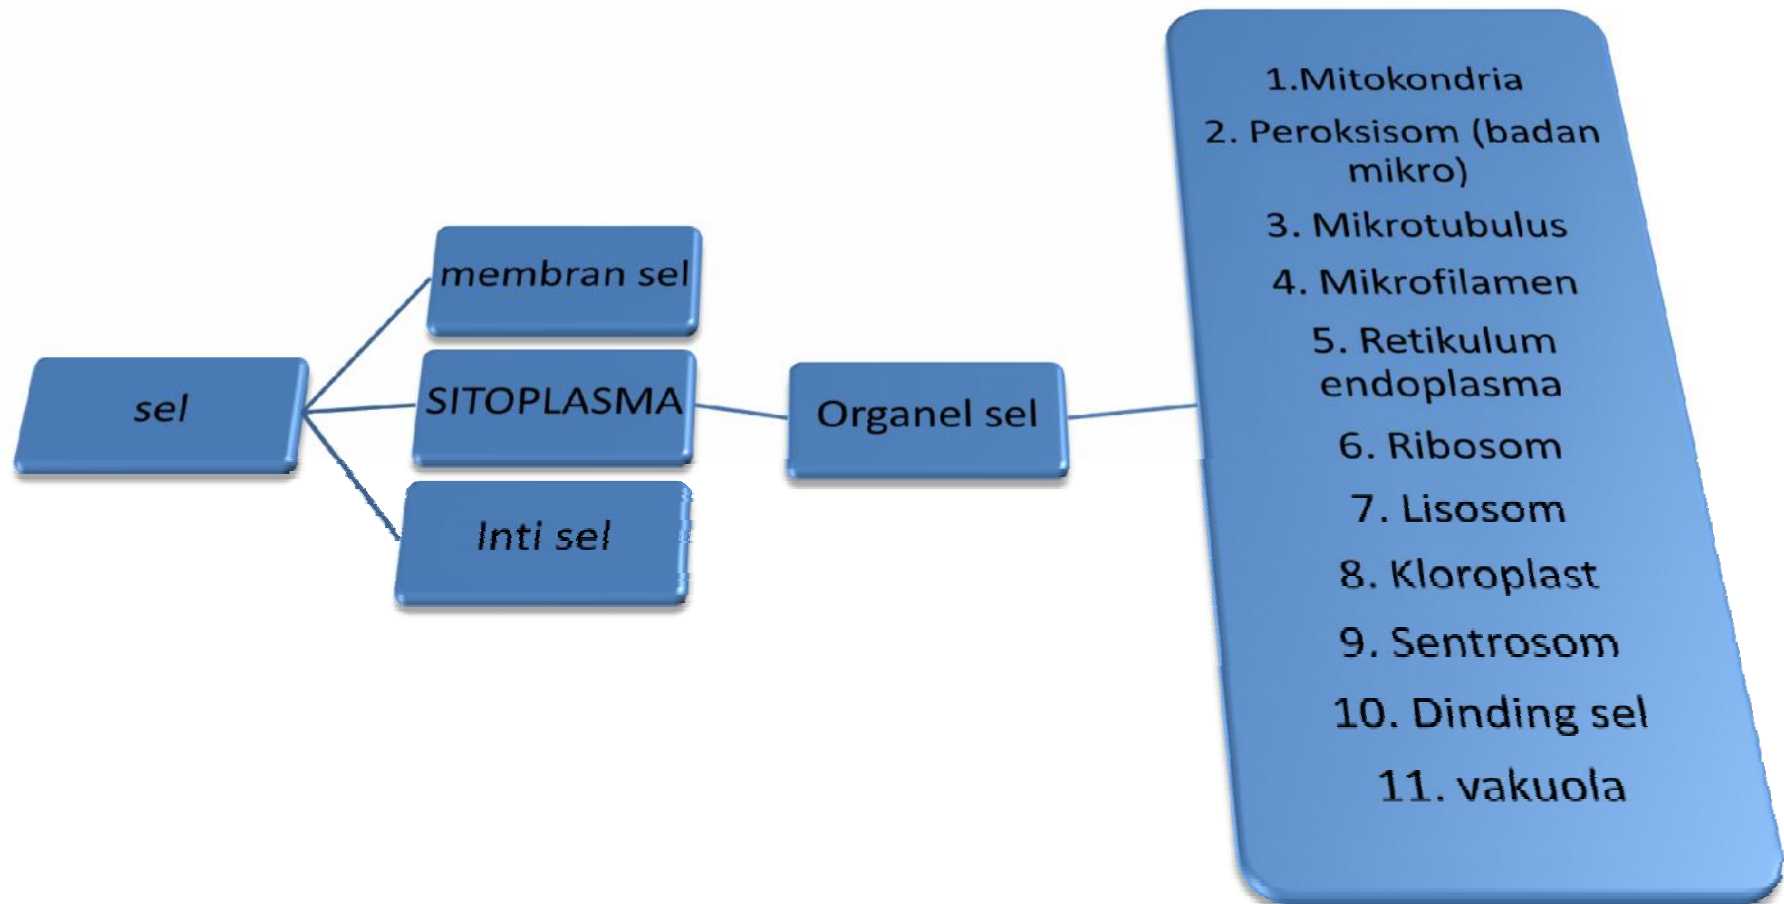 sel
membran sel
SITOPLASMA
Inti sel
Organel sel
1.Mitokondria
2. Peroksisom (badan
mikro)
3. Mikrotubulus
4. Mikrofilamen
5. Retikulum
endoplasma
6. Ribosom
7. Lisosom
8. Kloroplast
9. Sentrosom
10. Dinding sel
11. vakuola